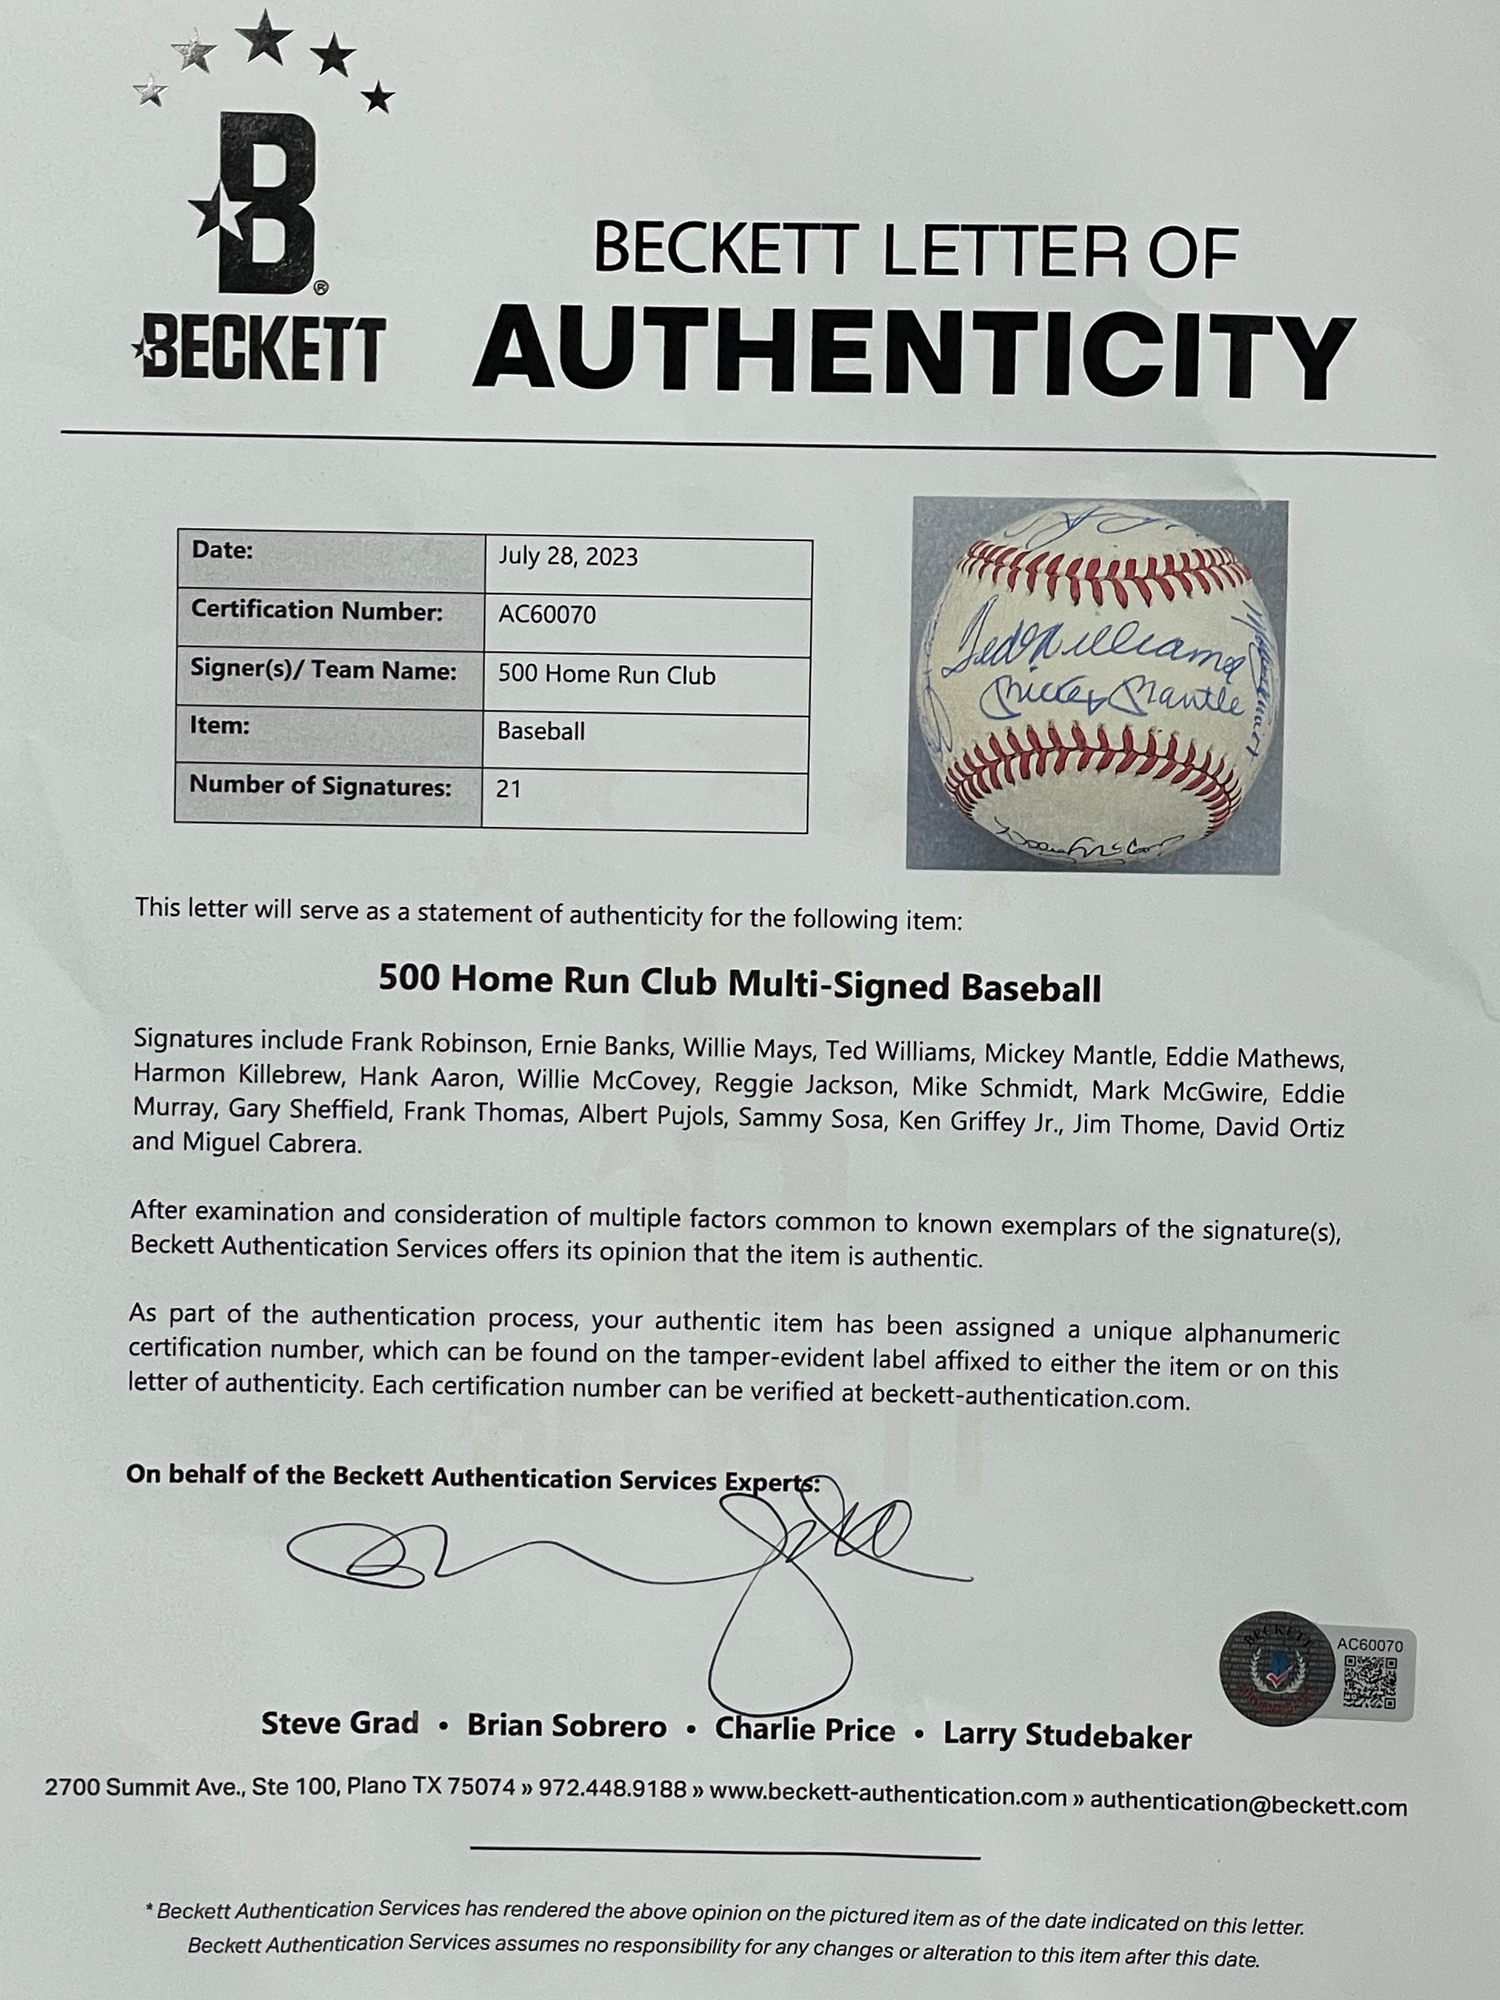 BECKETT
BECKETT LETTER OF
AUTHENTICITY
Date: July 28, 2023
Certification Number: AC60070
Signer(s)/ Team Name: 500 Home Run Club
Item: Baseball
Number of Signatures: 21
Ted Williams
Mickey Mantle
Willie McCovey
This letter will serve as a statement of authenticity for the following item:
500 Home Run Club Multi-Signed Baseball
Signatures include Frank Robinson, Ernie Banks, Willie Mays, Ted Williams, Mickey Mantle, Eddie Mathews,
Harmon Killebrew, Hank Aaron, Willie McCovey, Reggie Jackson, Mike Schmidt, Mark McGwire, Eddie
Murray, Gary Sheffield, Frank Thomas, Albert Pujols, Sammy Sosa, Ken Griffey Jr., Jim Thome, David Ortiz
and Miguel Cabrera.
After examination and consideration of multiple factors common to known exemplars of the signature(s),
Beckett Authentication Services offers its opinion that the item is authentic.
As part of the authentication process, your authentic item has been assigned a unique alphanumeric
certification number, which can be found on the tamper-evident label affixed to either the item or on this
letter of authenticity. Each certification number can be verified at beckett-authentication.com.
On behalf of the Beckett Authentication Services Experts:
BECKETT
AC60070
Steve Grad • Brian Sobrero • Charlie Price • Larry Studebaker
2700 Summit Ave., Ste 100, Plano TX 75074 » 972.448.9188 » www.beckett-authentication.com » authentication@beckett.com
* Beckett Authentication Services has rendered the above opinion on the pictured item as of the date indicated on this letter.
Beckett Authentication Services assumes no responsibility for any changes or alteration to this item after this date.